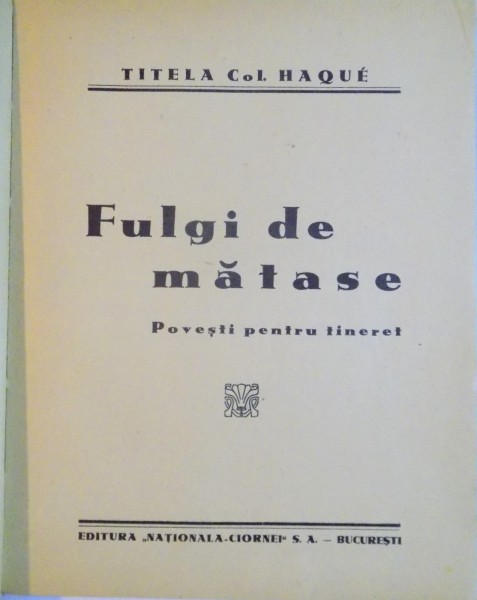 TITELA Col. HAQUÉ
Fulgi de
mătase
Povești pentru tineret
EDITURA „NAȚIONALA-CIORNEI“ S. A. — BUCUREȘTI